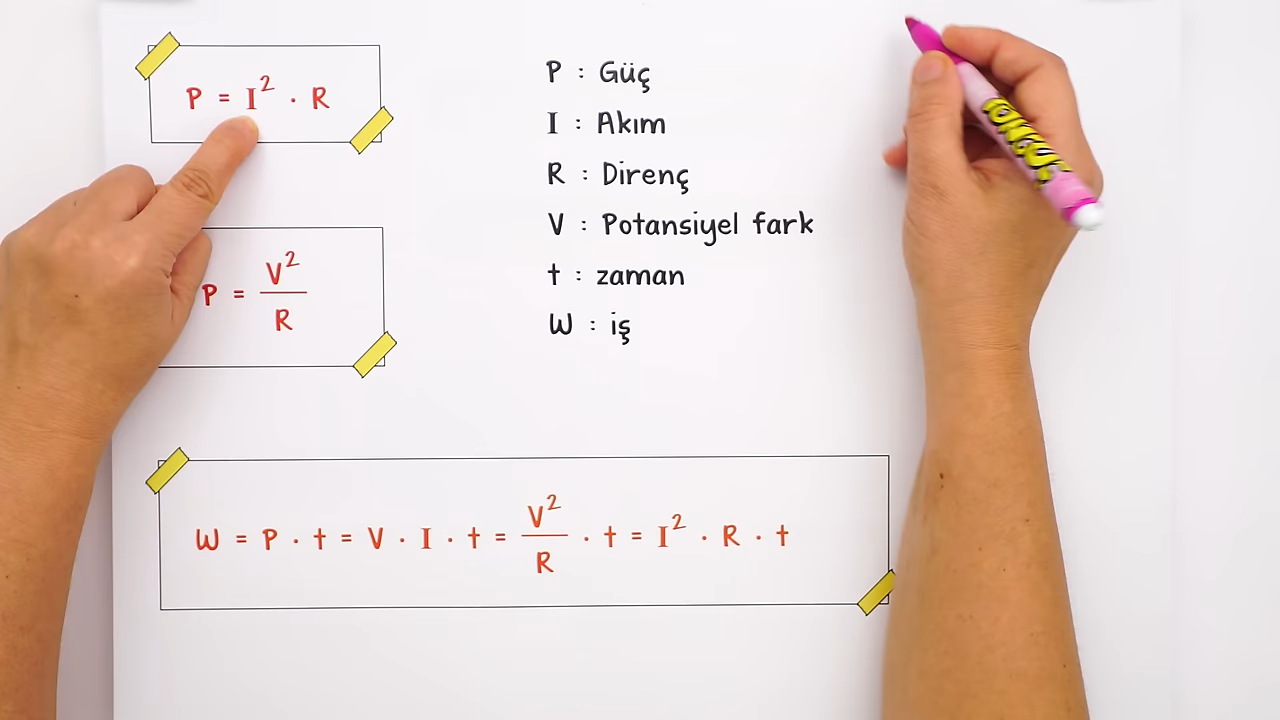 P = I² · R
P = V²/R
P : Güç
I : Akım
R : Direnç
V : Potansiyel fark
t : zaman
W : iş
W = P · t = V · I · t = V²/R · t = I² · R · t